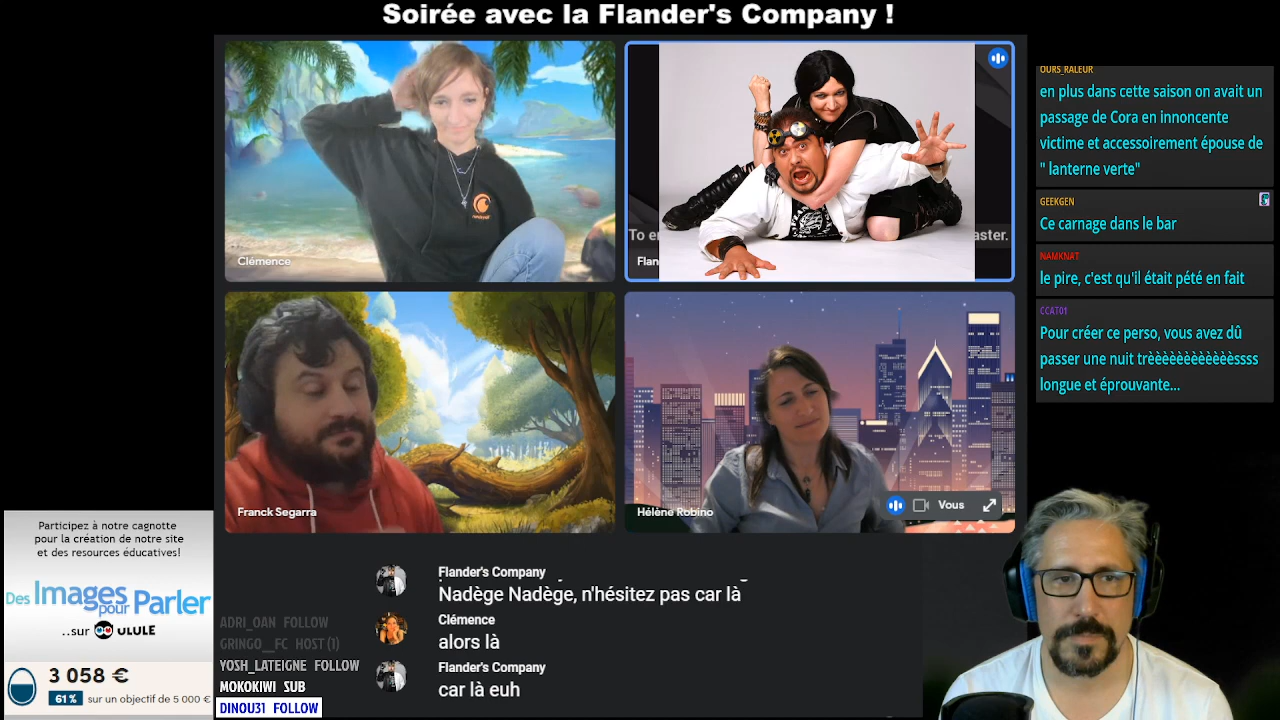 Soirée avec la Flander's Company !
Clémence
crunchyroll
To en
aster.
Flan
Franck Segarra
Hélène Robino
Vous
OURS_RALEUR
en plus dans cette saison on avait un
passage de Cora en innoncente
victime et accessoirement épouse de
" lanterne verte"
GEEKGEN
Ce carnage dans le bar
NAMKNAT
le pire, c'est qu'il était pété en fait
CCAT01
Pour créer ce perso, vous avez dû
passer une nuit trèèèèèèèèèèèssss
longue et éprouvante...
Participez à notre cagnotte
pour la création de notre site
et des resources éducatives!
Des Images pour Parler
..sur ULULE
3 058 €
61 % sur un objectif de 5 000 €
ADRI_OAN FOLLOW
GRINGO__FC HOST (1)
YOSH_LATEIGNE FOLLOW
MOKOKIWI SUB
DINOU31 FOLLOW
Flander's Company
Nadège Nadège, n'hésitez pas car là
Clémence
alors là
Flander's Company
car là euh